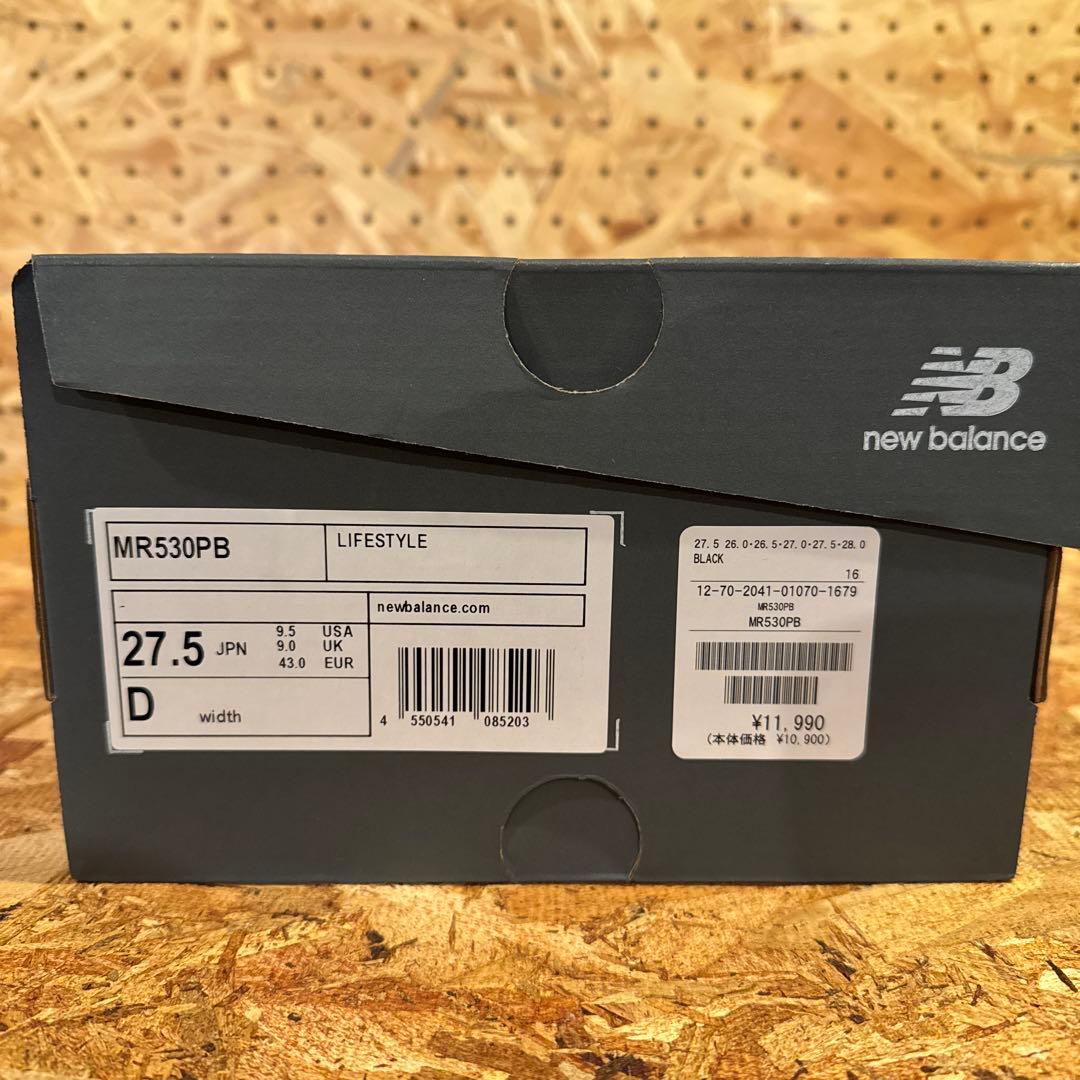 new balance
MR530PB
LIFESTYLE
-
newbalance.com
27.5 JPN
9.5 USA
9.0 UK
43.0 EUR
D width
4 550541 085203
27.5 26.0・26.5・27.0・27.5・28.0
BLACK
16
12-70-2041-01070-1679
MR530PB
MR530PB
¥11,990
(本体価格 ¥10,900)